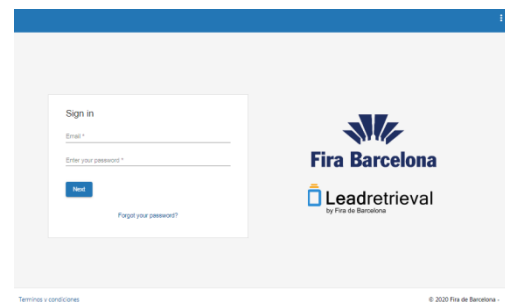 Sign in
Email *
Enter your password *
Next
Forgot your password?
Fira Barcelona
Leadretrieval
by Fira de Barcelona
Terminos y condiciones
© 2020 Fira de Barcelona -